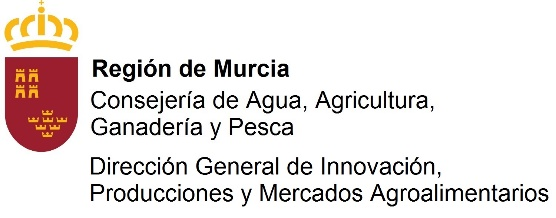 Región de Murcia
Consejería de Agua, Agricultura,
Ganadería y Pesca
Dirección General de Innovación,
Producciones y Mercados Agroalimentarios